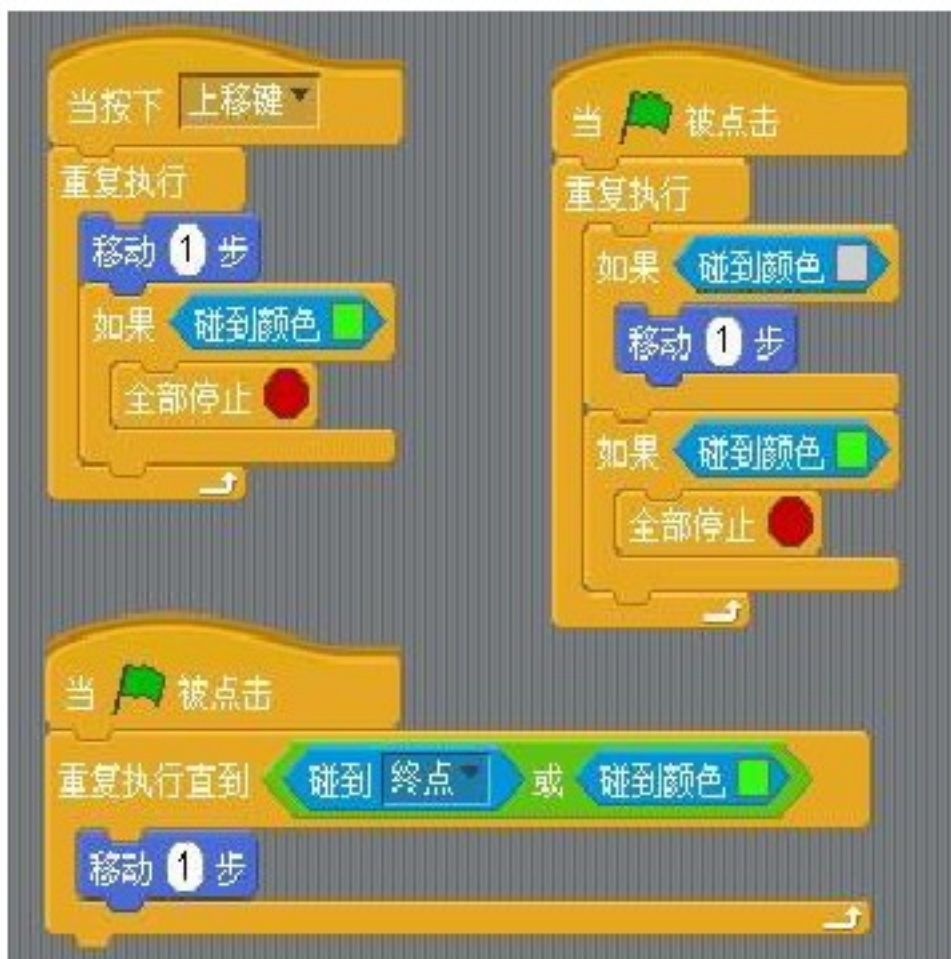 当按下 上移键
重复执行
移动 1 步
如果 碰到颜色
全部停止
当 被点击
重复执行
如果 碰到颜色
移动 1 步
如果 碰到颜色
全部停止
当 被点击
重复执行直到 碰到 终点 或 碰到颜色
移动 1 步